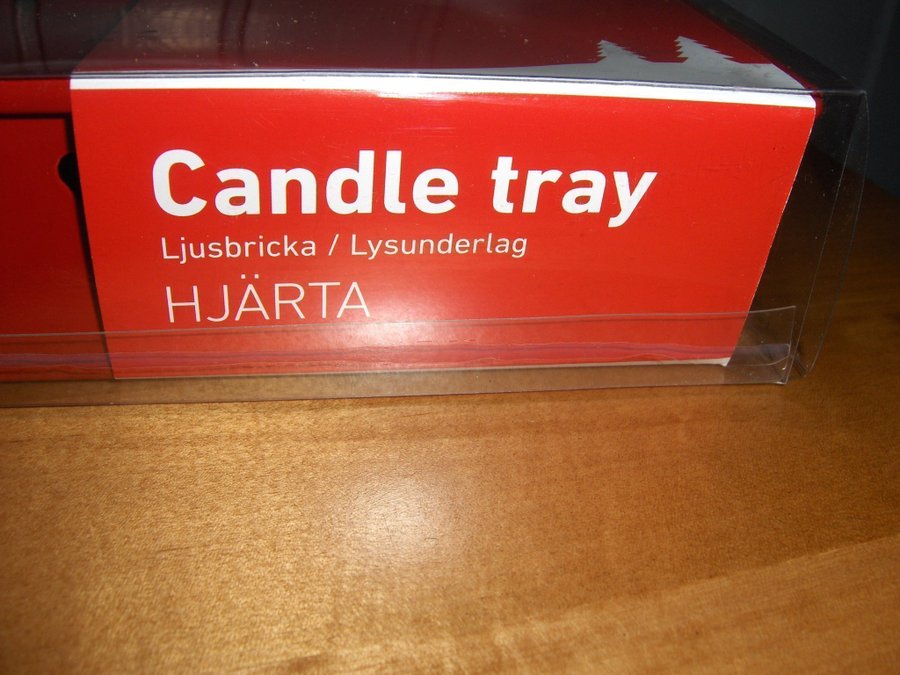 Candle tray
Ljusbricka / Lysunderlag
HJÄRTA